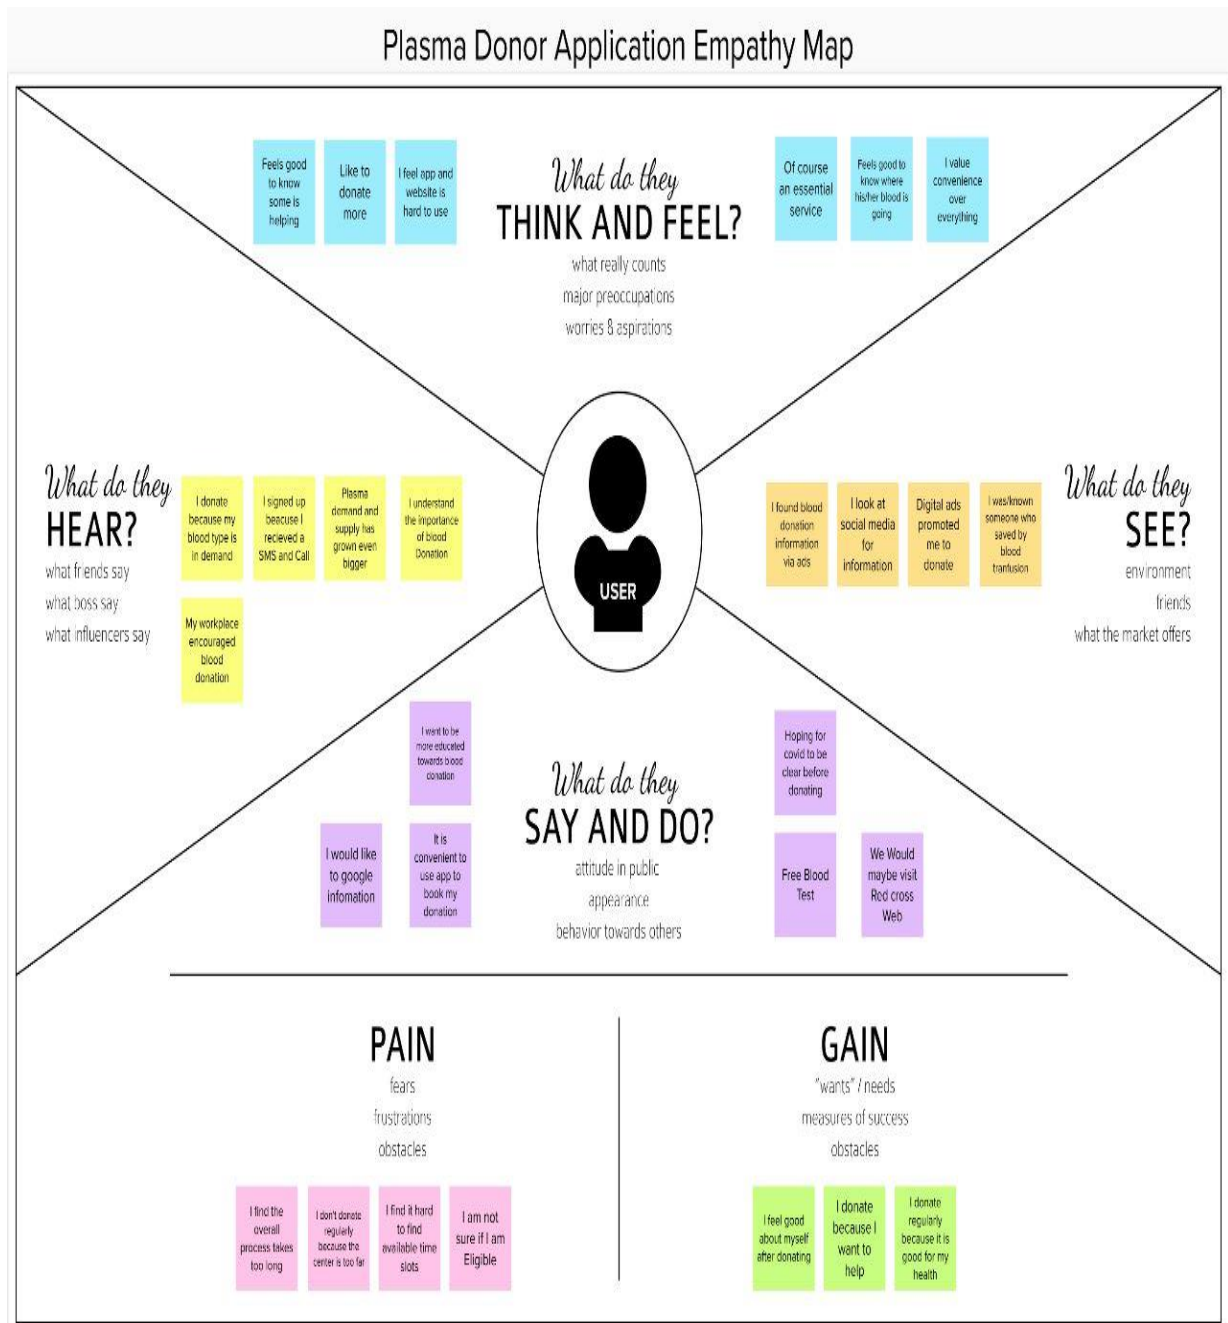 Plasma Donor Application Empathy Map
Feels good
to know
some is
helping
Like to
donate
more
I feel app and
website is
hard to use
What do they
THINK AND FEEL?
what really counts
major preoccupations
worries & aspirations
Of course
an essential
service
Feels good to
know where
his/her blood is
going
I value
convenience
over
everything
What do they
HEAR?
what friends say
what boss say
what influencers say
I donate
because my
blood type is
in demand
I signed up
beacuse I
recieved a
SMS and Call
Plasma
demand and
supply has
grown even
bigger
I understand
the importance
of blood
Donation
My workplace
encouraged
blood
donation
USER
I found blood
donation
information
via ads
I look at
social media
for
information
Digital ads
promoted
me to
donate
I was/known
someone who
saved by
blood
tranfusion
What do they
SEE?
environment
friends
what the market offers
I want to be
more educated
towards blood
donation
I would like
to google
infomation
It is
convenient to
use app to
book my
donation
What do they
SAY AND DO?
attitude in public
appearance
behavior towards others
Hoping for
covid to be
clear before
donating
Free Blood
Test
We Would
maybe visit
Red cross
Web
PAIN
fears
frustrations
obstacles
I find the
overall
process takes
too long
I don't donate
regularly
because the
center is too far
I find it hard
to find
available time
slots
I am not
sure if I am
Eligible
GAIN
"wants" / needs
measures of success
obstacles
I feel good
about myself
after donating
I donate
because I
want to
help
I donate
regularly
because it is
good for my
health